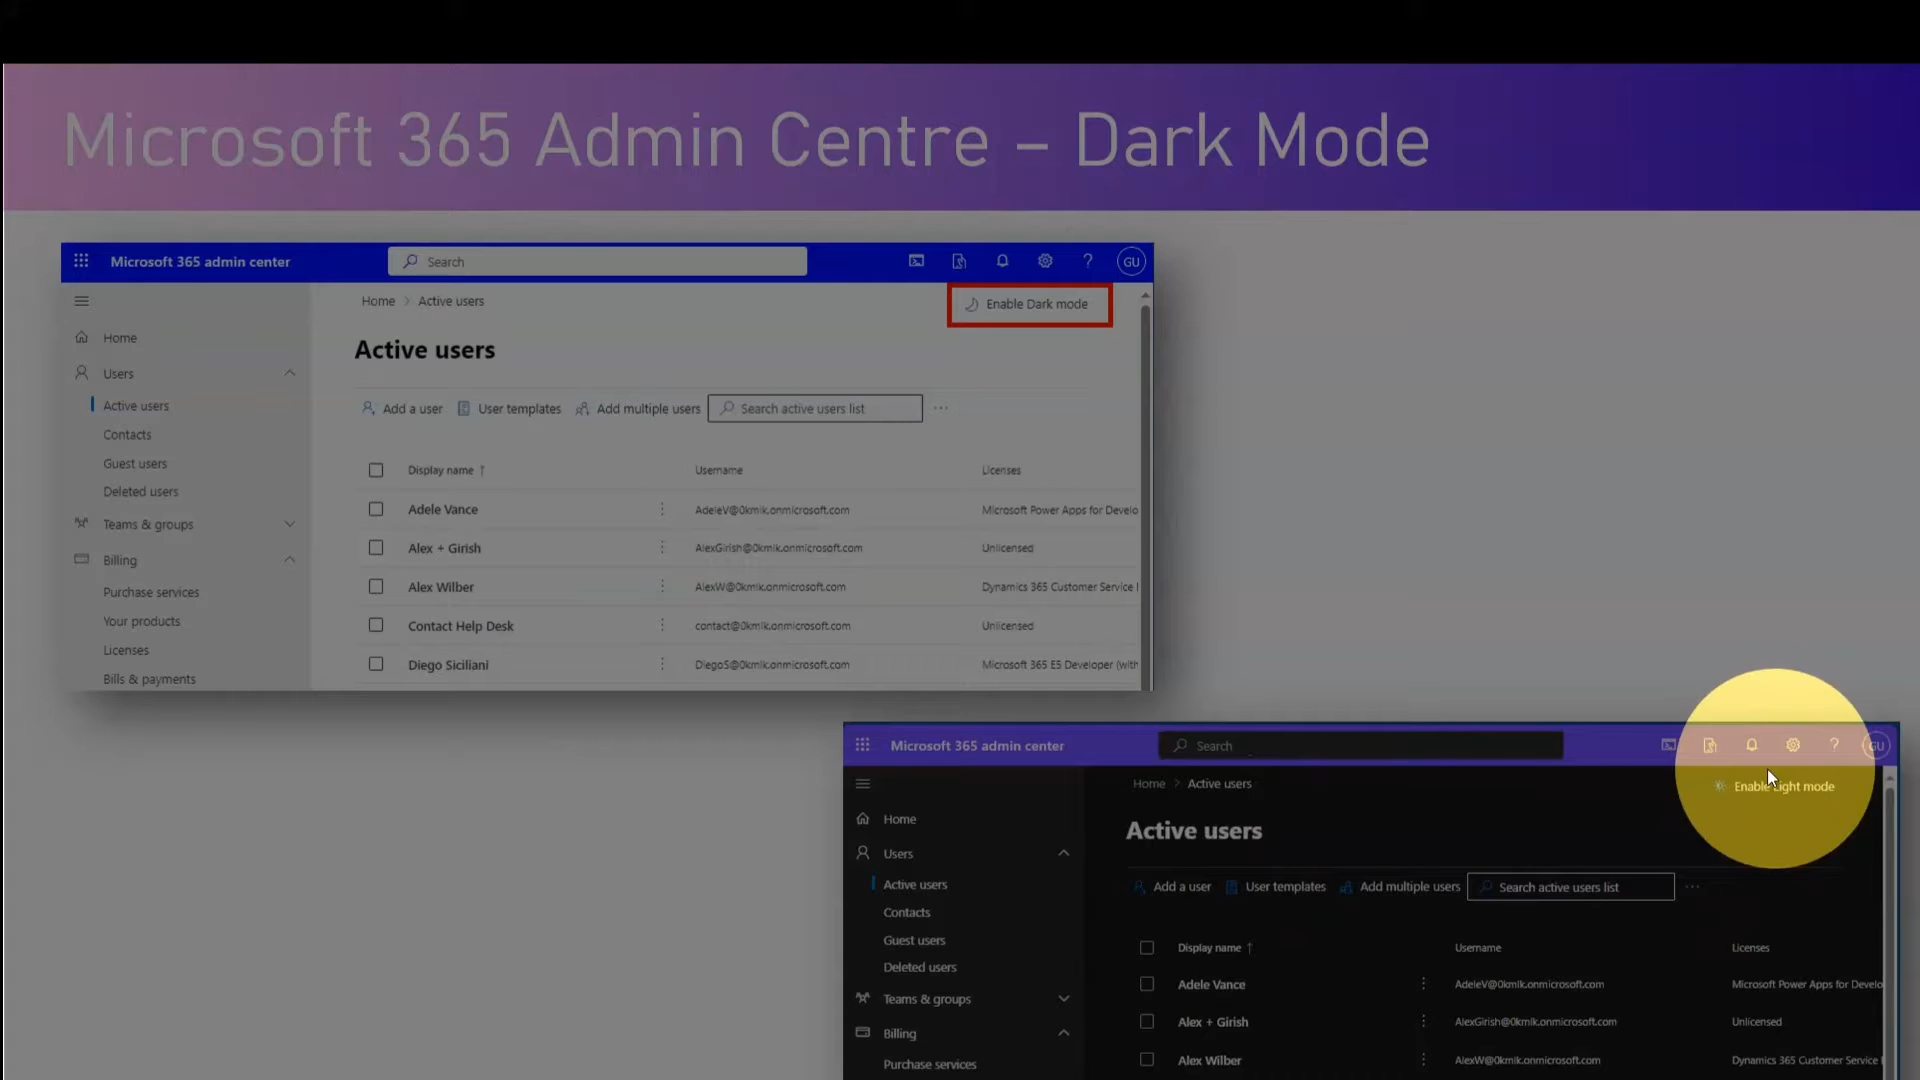 Microsoft 365 Admin Centre – Dark Mode
Microsoft 365 admin center
Search
GU
Home > Active users
Enable Dark mode
Home
Active users
Users
Add a user
User templates
Add multiple users
Search active users list
Active users
Contacts
Guest users
Deleted users
Display name ↑
Username
Licenses
Adele Vance
AdeleV@0kmlk.onmicrosoft.com
Microsoft Power Apps for Develo
Teams & groups
Alex + Girish
AlexGirish@0kmlk.onmicrosoft.com
Unlicensed
Billing
Alex Wilber
AlexW@0kmlk.onmicrosoft.com
Dynamics 365 Customer Service
Purchase services
Your products
Contact Help Desk
contact@0kmlk.onmicrosoft.com
Unlicensed
Licenses
Diego Siciliani
DiegoS@0kmlk.onmicrosoft.com
Microsoft 365 E5 Developer (with
Bills & payments
Microsoft 365 admin center
Search
GU
Home > Active users
Enable Light mode
Home
Active users
Users
Active users
Add a user
User templates
Add multiple users
Search active users list
Contacts
Guest users
Deleted users
Display name ↑
Username
Licenses
Adele Vance
AdeleV@0kmlk.onmicrosoft.com
Microsoft Power Apps for Develo
Teams & groups
Alex + Girish
AlexGirish@0kmlk.onmicrosoft.com
Unlicensed
Billing
Alex Wilber
AlexW@0kmlk.onmicrosoft.com
Dynamics 365 Customer Service
Purchase services